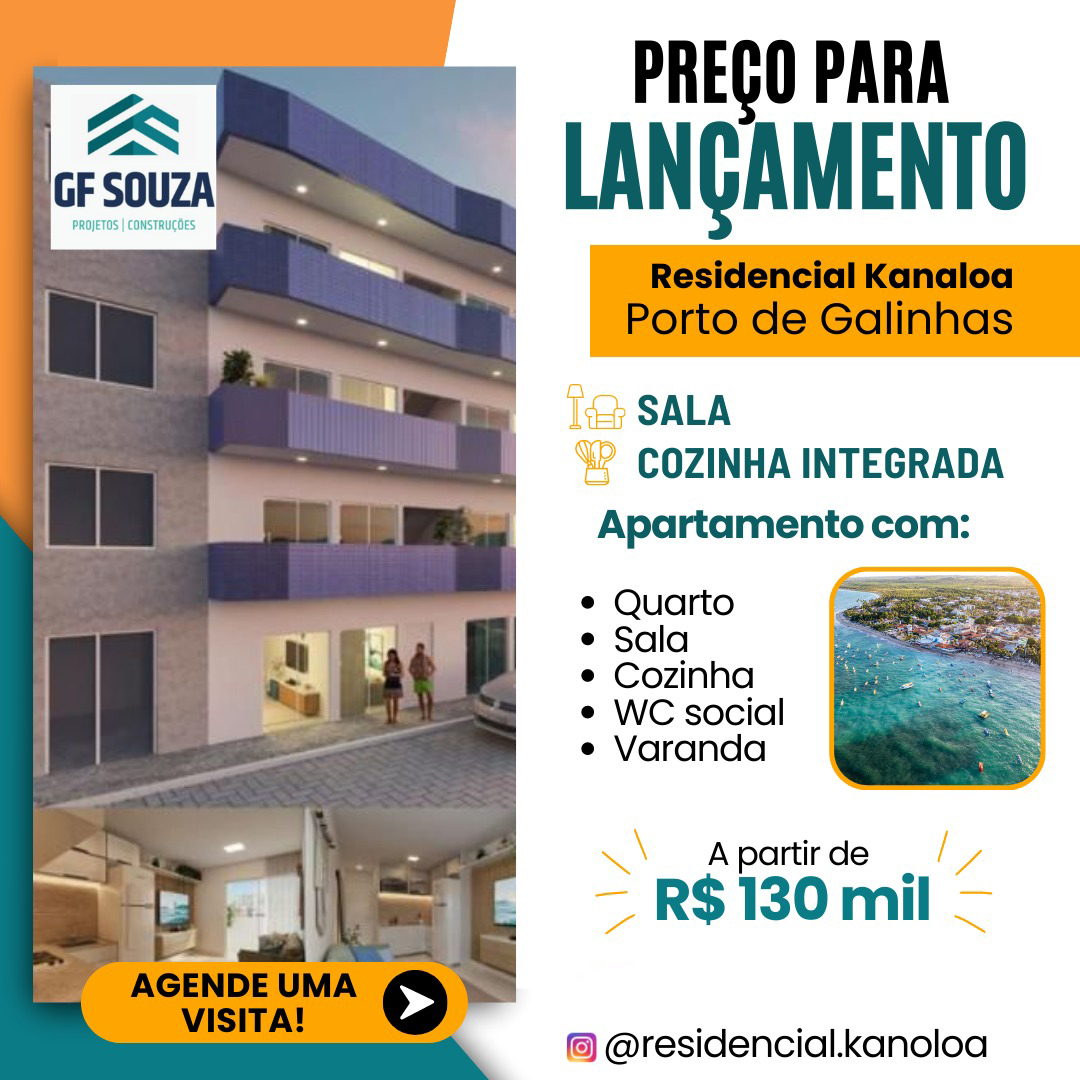 GF SOUZA
PROJETOS | CONSTRUÇÕES
PREÇO PARA
LANÇAMENTO
Residencial Kanaloa
Porto de Galinhas
SALA
COZINHA INTEGRADA
Apartamento com:
• Quarto
• Sala
• Cozinha
• WC social
• Varanda
A partir de
R$ 130 mil
AGENDE UMA
VISITA!
@residencial.kanoloa